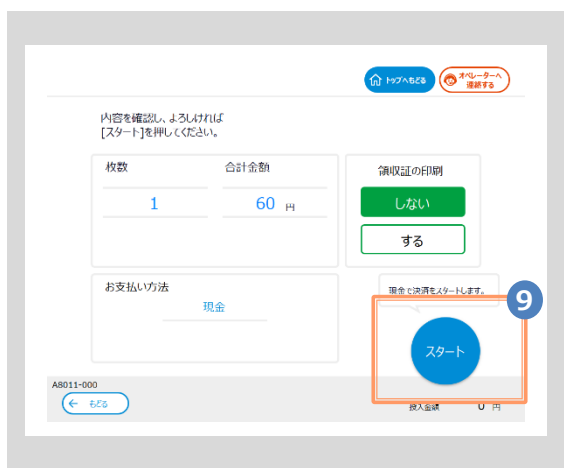 トップへもどる
オペレーターへ
連絡する
内容を確認し、よろしければ
[スタート]を押してください。
枚数
合計金額
1
60 円
領収証の印刷
しない
する
お支払い方法
現金
現金で決済をスタートします。
9
スタート
A8011-000
← もどる
投入金額 0 円